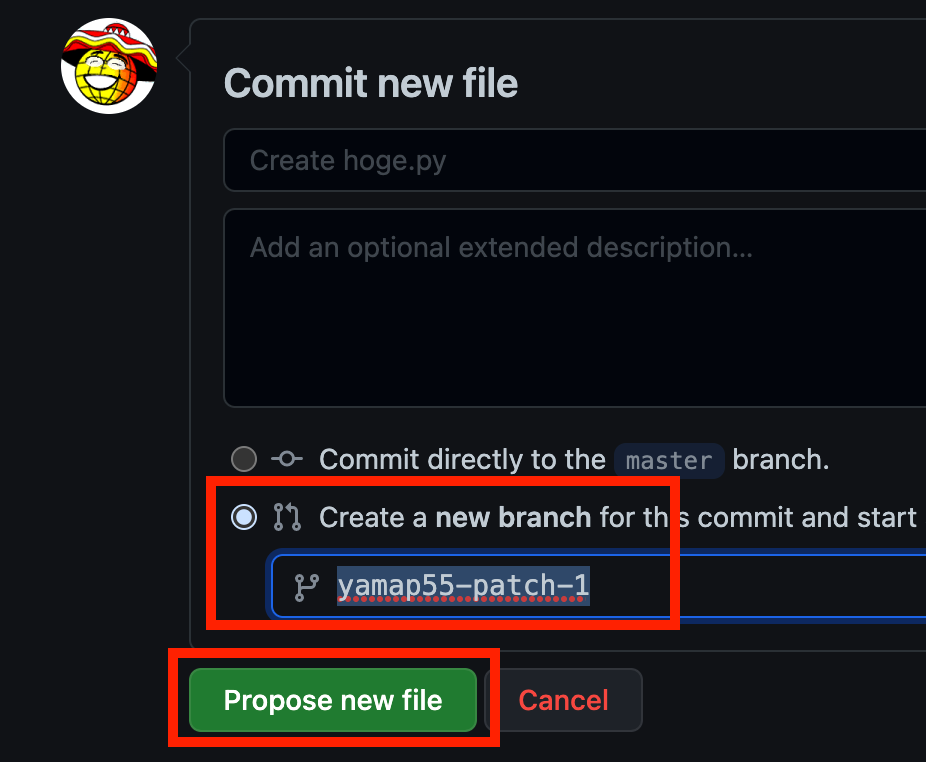 Commit new file
Create hoge.py
Add an optional extended description...
Commit directly to the master branch.
Create a new branch for this commit and start
yamap55-patch-1
Propose new file
Cancel